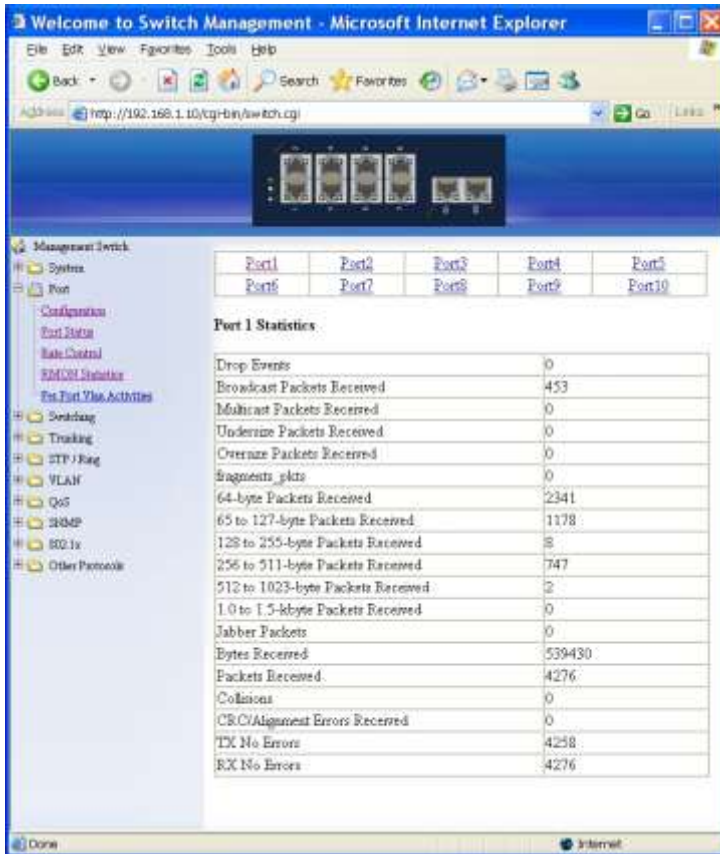 Welcome to Switch Management - Microsoft Internet Explorer
File Edit View Favorites Tools Help
Back Search Favorites
Address http://192.168.1.10/cgi-bin/switch.cgi Go Links
Management Switch
System
Port
Configuration
Port Status
Rate Control
RMON Statistics
Per Port Vlan Activities
Switching
Trunking
STP / Ring
VLAN
QoS
SNMP
802.1x
Other Protocols
Port1 Port2 Port3 Port4 Port5
Port6 Port7 Port8 Port9 Port10
Port 1 Statistics
Drop Events 0
Broadcast Packets Received 453
Multicast Packets Received 0
Undersize Packets Received 0
Oversize Packets Received 0
fragments_pkts 0
64-byte Packets Received 2341
65 to 127-byte Packets Received 1178
128 to 255-byte Packets Received 8
256 to 511-byte Packets Received 747
512 to 1023-byte Packets Received 2
1.0 to 1.5-kbyte Packets Received 0
Jabber Packets 0
Bytes Received 539430
Packets Received 4276
Collisions 0
CRC/Alignment Errors Received 0
TX No Errors 4258
RX No Errors 4276
Done Internet